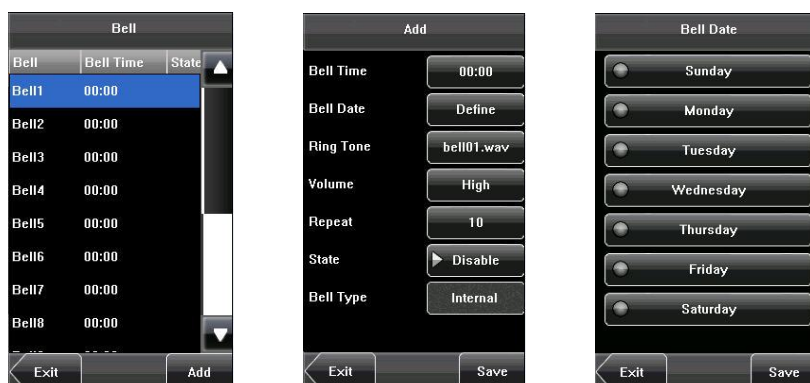 Bell
Bell Bell Time State
Bell1 00:00
Bell2 00:00
Bell3 00:00
Bell4 00:00
Bell5 00:00
Bell6 00:00
Bell7 00:00
Bell8 00:00
Exit Add
Add
Bell Time 00:00
Bell Date Define
Ring Tone bell01.wav
Volume High
Repeat 10
State Disable
Bell Type Internal
Exit Save
Bell Date
Sunday
Monday
Tuesday
Wednesday
Thursday
Friday
Saturday
Exit Save